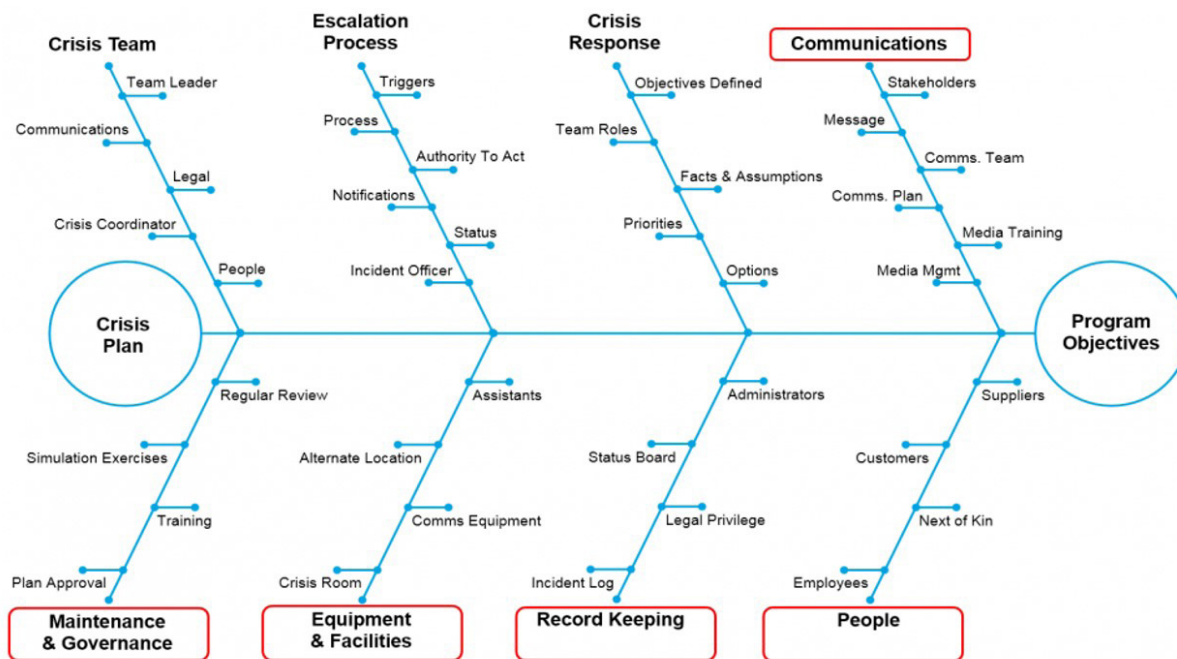 Crisis Team
Escalation
Process
Crisis
Response
Communications
Team Leader
Communications
Legal
Crisis Coordinator
People
Triggers
Process
Authority To Act
Notifications
Status
Incident Officer
Objectives Defined
Team Roles
Facts & Assumptions
Priorities
Options
Stakeholders
Message
Comms. Team
Comms. Plan
Media Training
Media Mgmt
Crisis
Plan
Program
Objectives
Regular Review
Simulation Exercises
Training
Plan Approval
Maintenance
& Governance
Assistants
Alternate Location
Comms Equipment
Crisis Room
Equipment
& Facilities
Administrators
Status Board
Legal Privilege
Incident Log
Record Keeping
Suppliers
Customers
Next of Kin
Employees
People